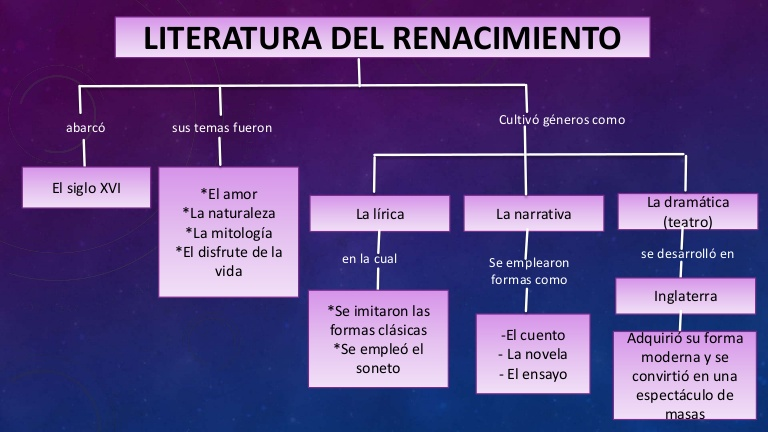 LITERATURA DEL RENACIMIENTO
abarcó
El siglo XVI
sus temas fueron
*El amor
*La naturaleza
*La mitología
*El disfrute de la
vida
Cultivó géneros como
La lírica
en la cual
*Se imitaron las
formas clásicas
*Se empleó el
soneto
La narrativa
Se emplearon
formas como
-El cuento
- La novela
- El ensayo
La dramática
(teatro)
se desarrolló en
Inglaterra
Adquirió su forma
moderna y se
convirtió en una
espectáculo de
masas